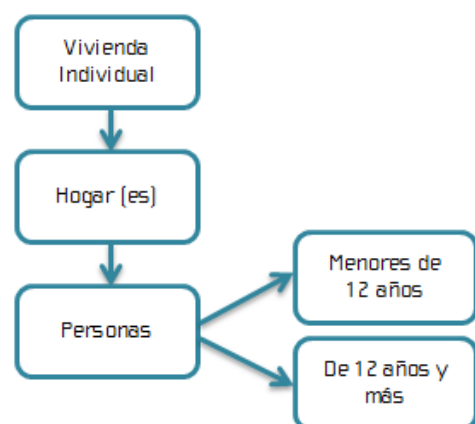 Vivienda
Individual
Hogar (es)
Personas
Menores de
12 años
De 12 años y
más